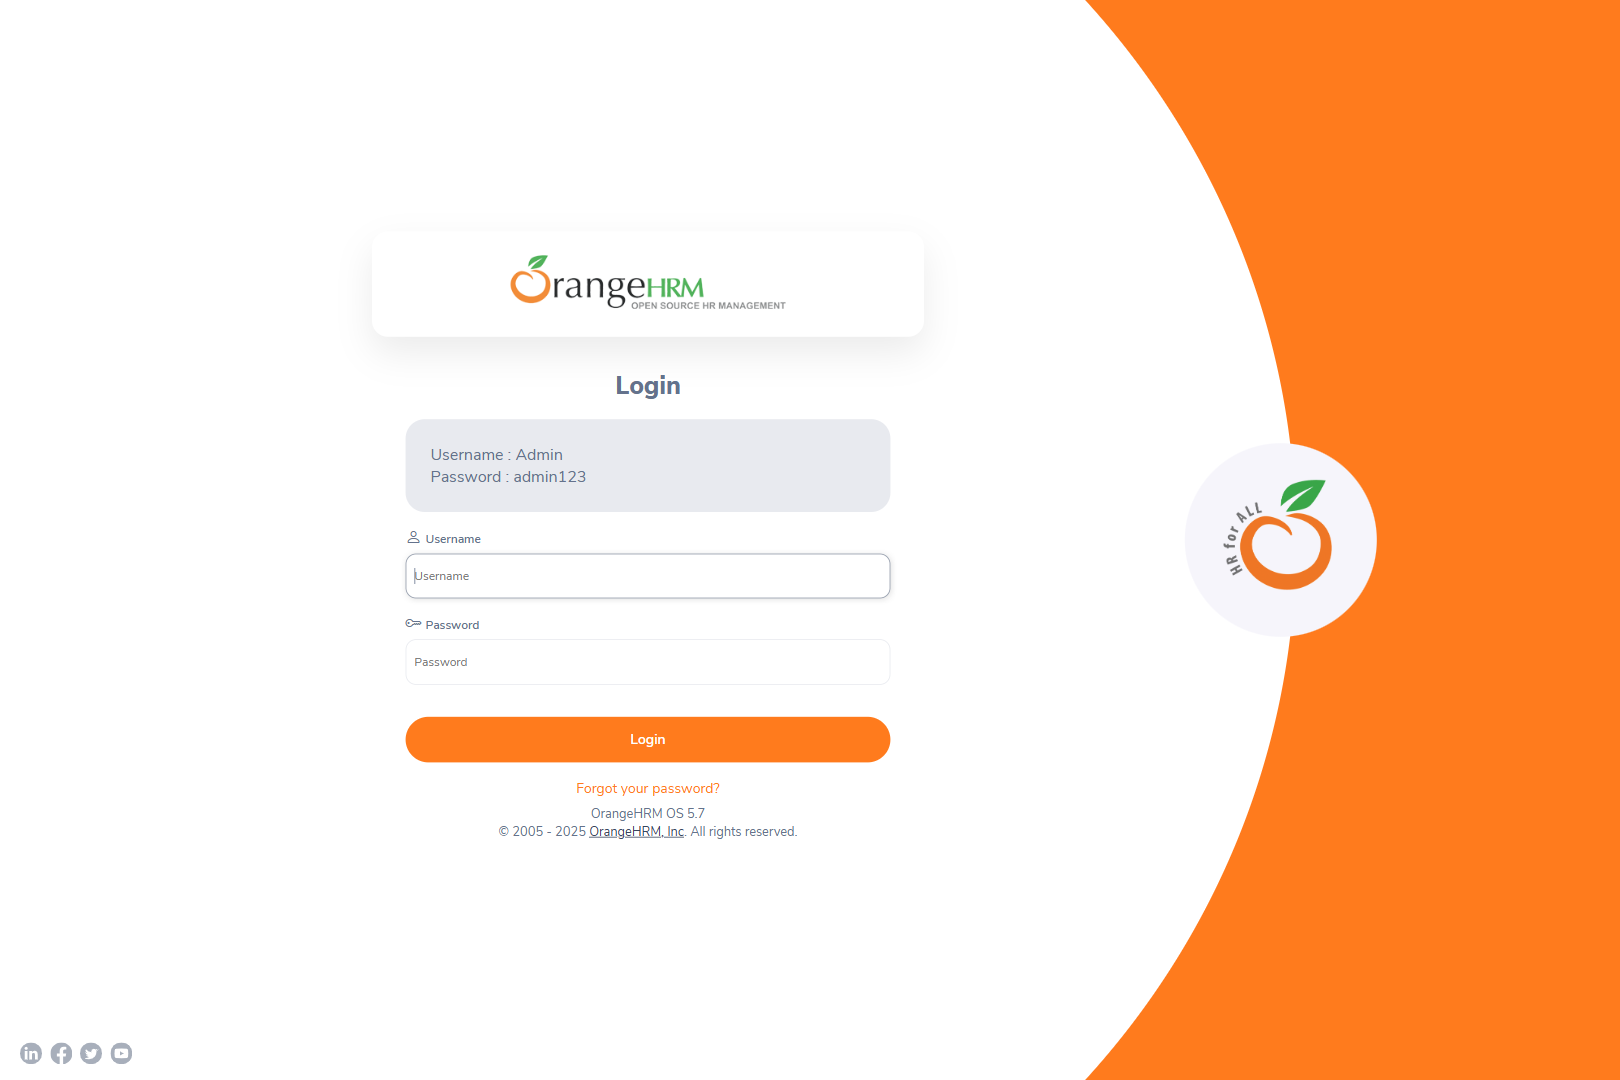 OrangeHRM
OPEN SOURCE HR MANAGEMENT
Login
Username : Admin
Password : admin123
Username
Username
Password
Password
Login
Forgot your password?
OrangeHRM OS 5.7
© 2005 - 2025 OrangeHRM, Inc. All rights reserved.
HR for ALL
in